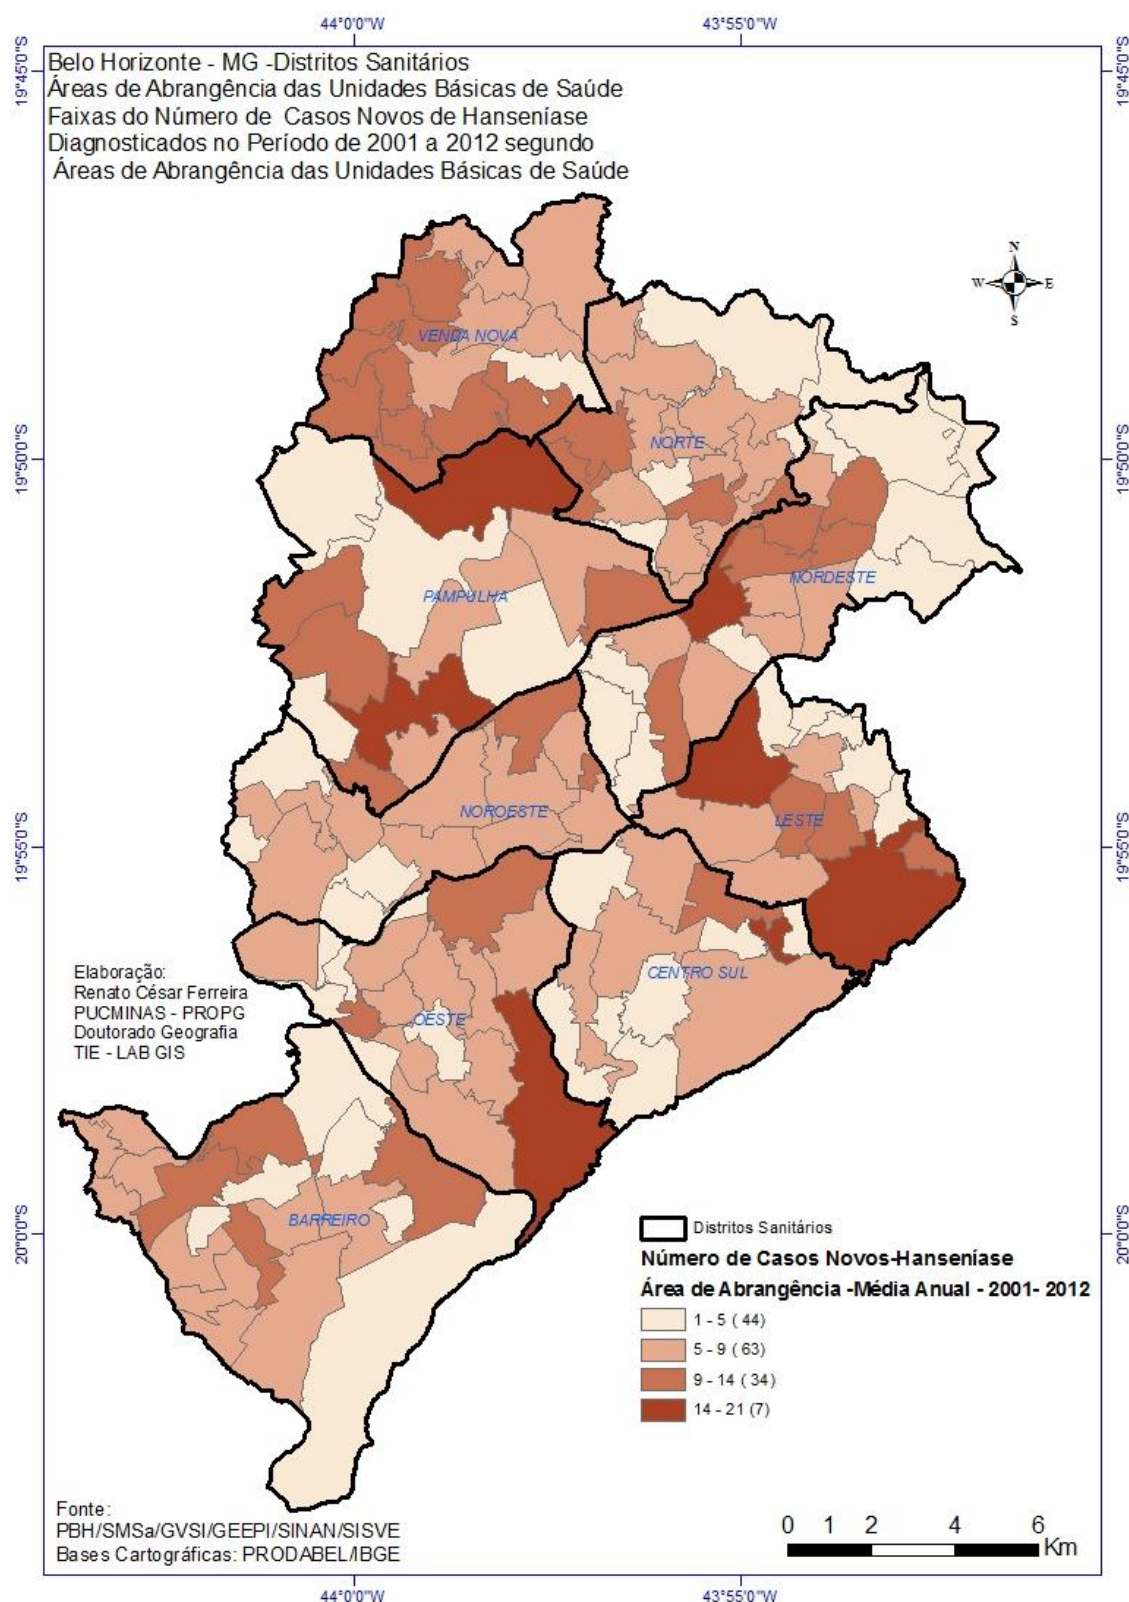 44°0'0"W
43°55'0"W
Belo Horizonte - MG -Distritos Sanitários
Áreas de Abrangência das Unidades Básicas de Saúde
Faixas do Número de Casos Novos de Hanseníase
Diagnosticados no Período de 2001 a 2012 segundo
Áreas de Abrangência das Unidades Básicas de Saúde
19°45'0"S
19°45'0"S
N
W
E
S
VENDA NOVA
NORTE
19°50'0"S
19°50'0"S
NORDESTE
PAMPULHA
NOROESTE
LESTE
19°55'0"S
19°55'0"S
CENTRO SUL
Elaboração:
Renato César Ferreira
PUCMINAS - PROPG
Doutorado Geografia
TIE - LAB GIS
OESTE
BARREIRO
20°0'0"S
20°0'0"S
Distritos Sanitários
Número de Casos Novos-Hanseníase
Área de Abrangência -Média Anual - 2001- 2012
1 - 5 ( 44)
5 - 9 ( 63)
9 - 14 ( 34)
14 - 21 (7)
Fonte:
PBH/SMSa/GVSI/GEEPI/SINAN/SISVE
Bases Cartográficas: PRODABEL/IBGE
0 1 2 4 6
Km
44°0'0"W
43°55'0"W